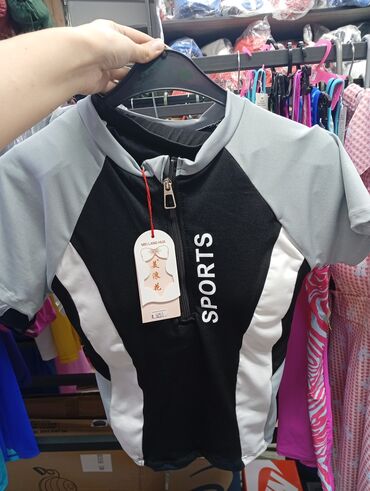 MEI LANG HUA
美
浪
花
SPORTS